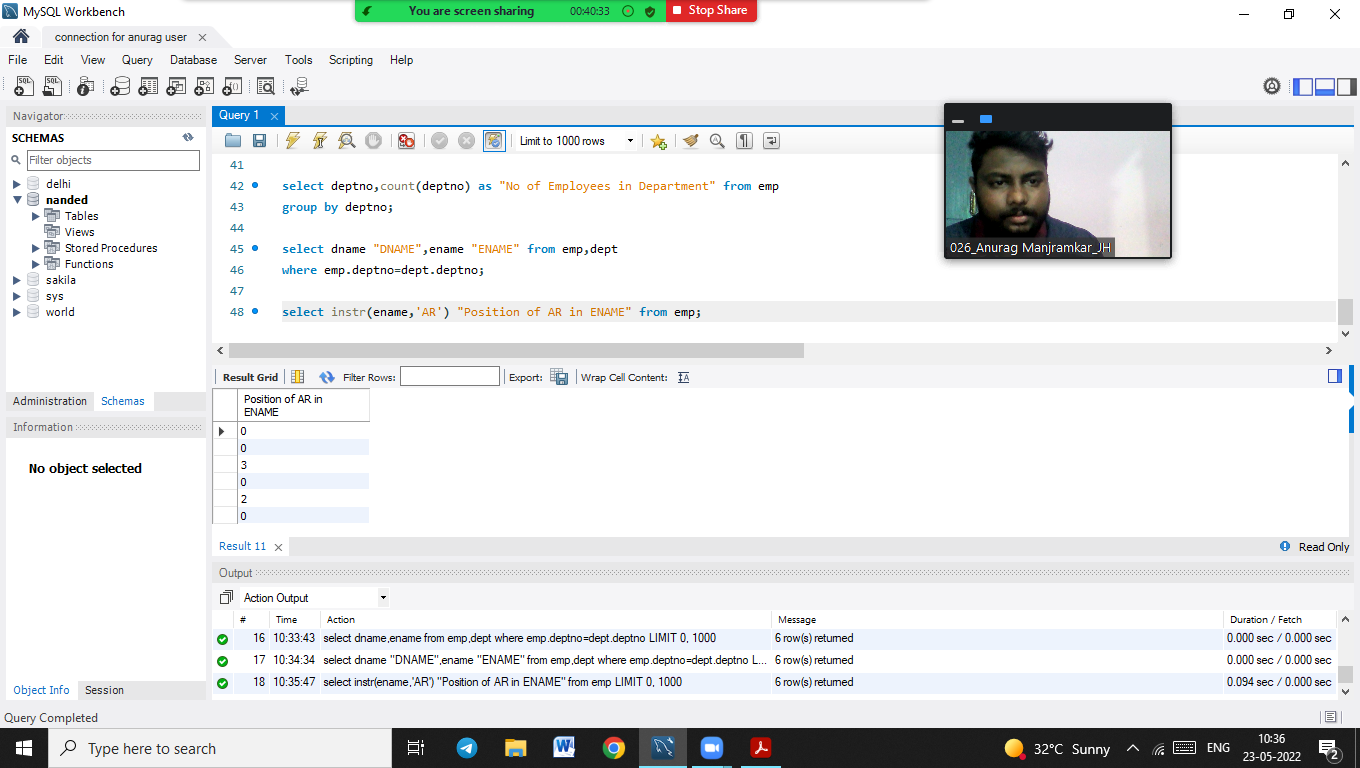 MySQL Workbench
You are screen sharing 00:40:33 Stop Share
connection for anurag user
File Edit View Query Database Server Tools Scripting Help
Navigator
SCHEMAS
Filter objects
delhi
nanded
Tables
Views
Stored Procedures
Functions
sakila
sys
world
Administration Schemas
Information
No object selected
Object Info Session
Query 1
Limit to 1000 rows
41
42 select deptno,count(deptno) as "No of Employees in Department" from emp
43 group by deptno;
44
45 select dname "DNAME",ename "ENAME" from emp,dept
46 where emp.deptno=dept.deptno;
47
48 select instr(ename,'AR') "Position of AR in ENAME" from emp;
026_Anurag Manjramkar_JH
Result Grid Filter Rows: Export: Wrap Cell Content:
Position of AR in
ENAME
0
0
3
0
2
0
Result 11 Read Only
Output
Action Output
# Time Action Message Duration / Fetch
16 10:33:43 select dname,ename from emp,dept where emp.deptno=dept.deptno LIMIT 0, 1000 6 row(s) returned 0.000 sec / 0.000 sec
17 10:34:34 select dname "DNAME",ename "ENAME" from emp,dept where emp.deptno=dept.deptno L... 6 row(s) returned 0.000 sec / 0.000 sec
18 10:35:47 select instr(ename,'AR') "Position of AR in ENAME" from emp LIMIT 0, 1000 6 row(s) returned 0.094 sec / 0.000 sec
Query Completed
Type here to search
32°C Sunny
ENG
10:36
23-05-2022
2